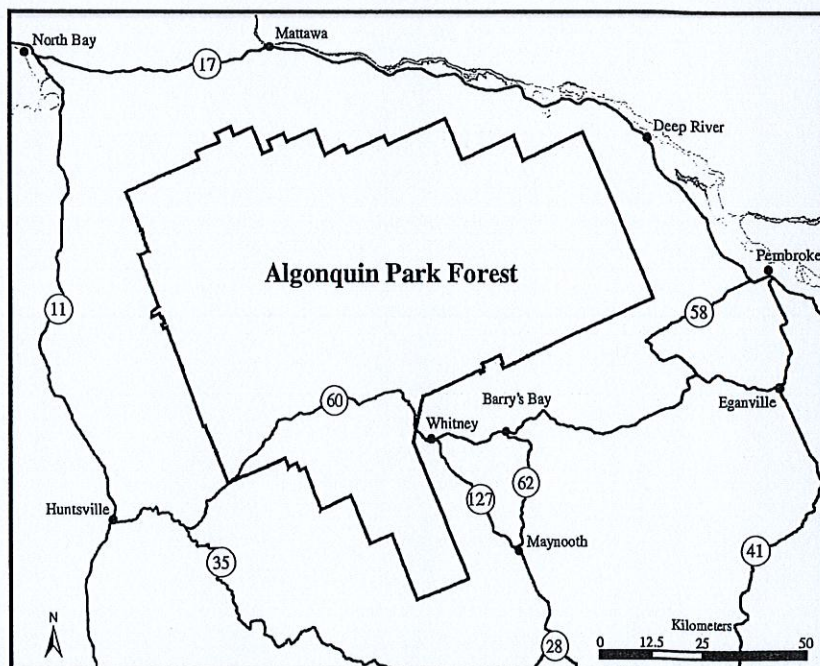 North Bay
Mattawa
17
Deep River
Algonquin Park Forest
Pembroke
11
58
60
Barry's Bay
Eganville
Whitney
62
127
Huntsville
Maynooth
35
41
N
Kilometers
28
0 12.5 25 50